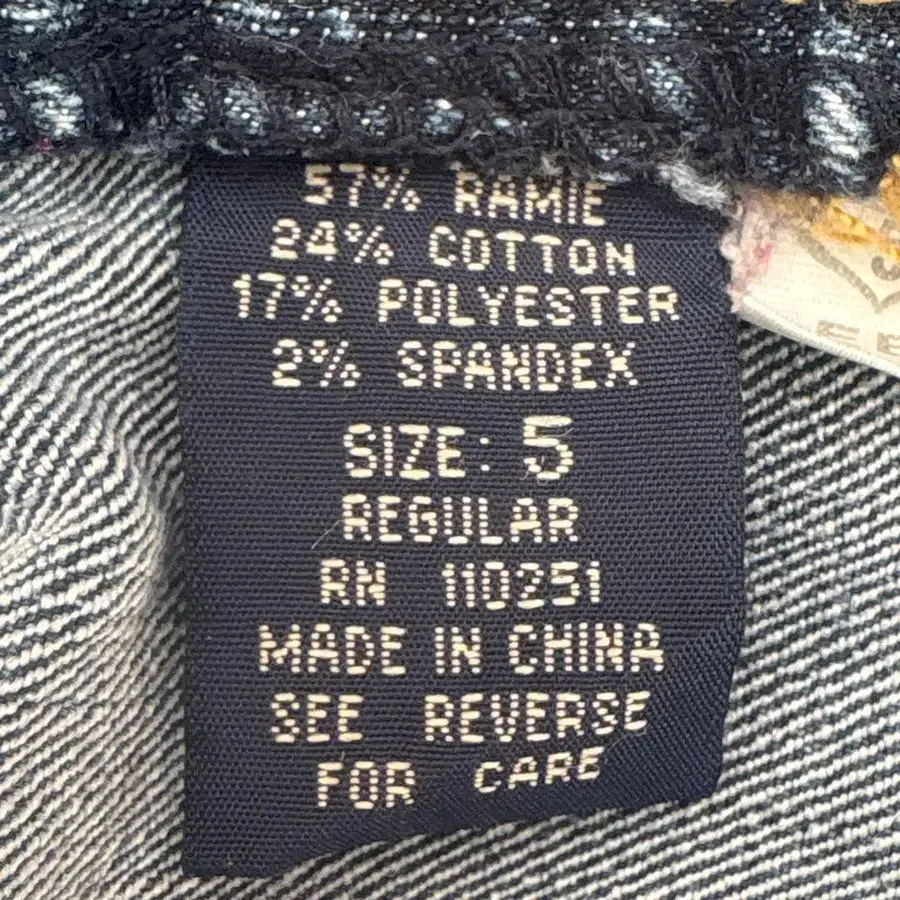 57% RAMIE
24% COTTON
17% POLYESTER
2% SPANDEX
SIZE: 5
REGULAR
RN 110251
MADE IN CHINA
SEE REVERSE
FOR CARE